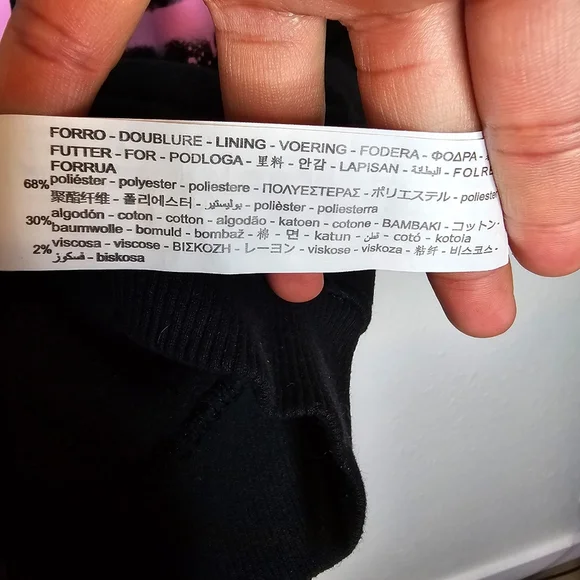 FORRO - DOUBLURE - LINING - VOERING - FODERA - ΦΟΔΡΑ -
FUTTER - FOR - PODLOGA - 里料 - 안감 - LAPISAN - البطانة - FOLRE
FORRUA
68% poliéster - polyester - poliestere - ΠΟΛΥΕΣΤΕΡΑΣ - ポリエステル - poliester
聚酯纤维 - 폴리에스터 - بوليستير - polièster - poliesterra
30% algodón - coton - cotton - algodão - katoen - cotone - ΒΑΜΒΑΚΙ - コットン -
baumwolle - bomuld - bombaž - 棉 - 면 - katun - قطن - cotó - kotoia
2% viscosa - viscose - ΒΙΣΚΟΖΗ - レーヨン - viskose - viskoza - 粘纤 - 비스코스 -
فسكوز - biskosa